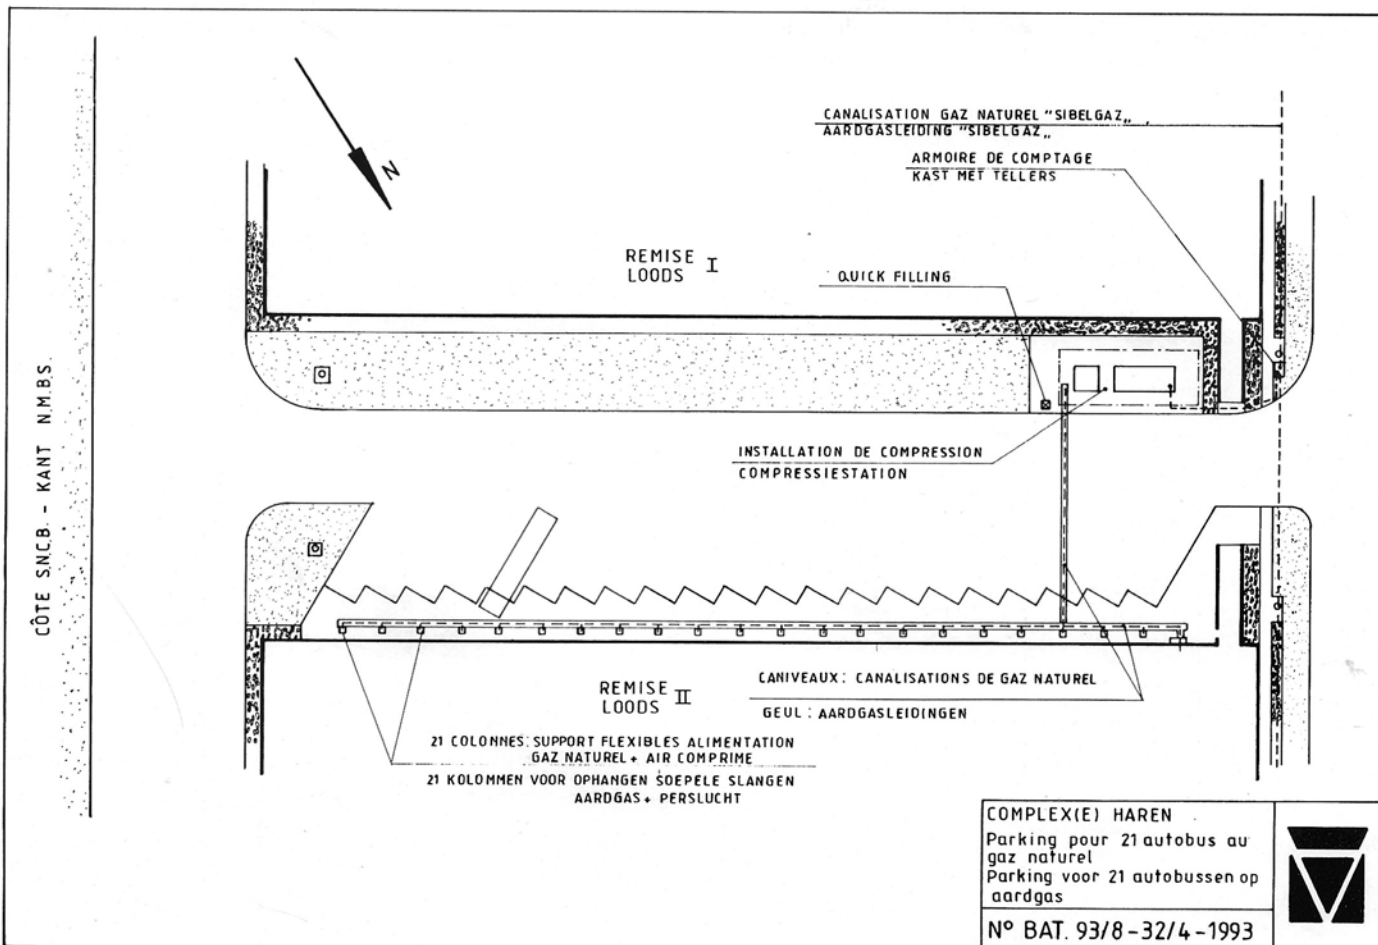 CANALISATION GAZ NATUREL "SIBELGAZ„
AARDGASLEIDING "SIBELGAZ„
ARMOIRE DE COMPTAGE
KAST MET TELLERS
N
REMISE I
LOODS
QUICK FILLING
CÔTE S.N.C.B. - KANT N.M.B.S.
INSTALLATION DE COMPRESSION
COMPRESSIESTATION
REMISE II
LOODS
CANIVEAUX: CANALISATIONS DE GAZ NATUREL
GEUL: AARDGASLEIDINGEN
21 COLONNES: SUPPORT FLEXIBLES ALIMENTATION
GAZ NATUREL + AIR COMPRIME
21 KOLOMMEN VOOR OPHANGEN SOEPELE SLANGEN
AARDGAS + PERSLUCHT
COMPLEX(E) HAREN
Parking pour 21 autobus au
gaz naturel
Parking voor 21 autobussen op
aardgas
N° BAT. 93/8-32/4-1993